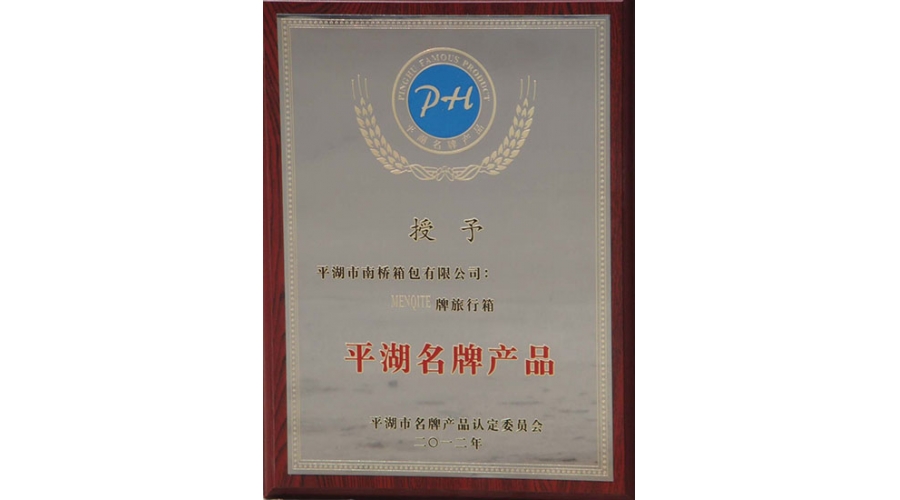 PINGHU FAMOUS PRODUCT
PH
平湖名牌产品
授予
平湖市南桥箱包有限公司：
MENQITE 牌旅行箱
平湖名牌产品
平湖市名牌产品认定委员会
二〇一二年